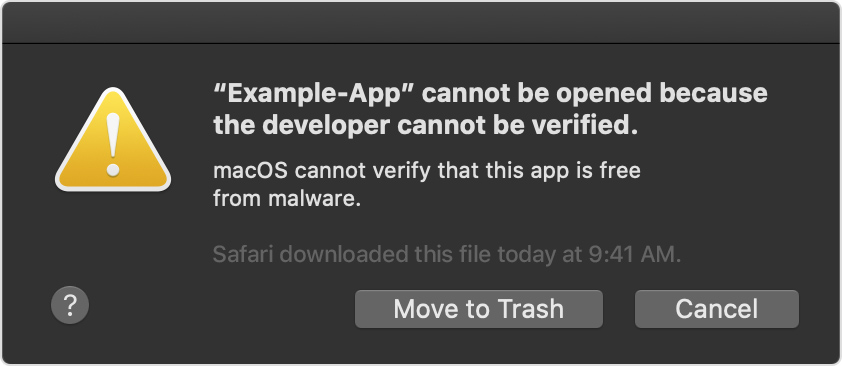 “Example-App” cannot be opened because
the developer cannot be verified.
macOS cannot verify that this app is free
from malware.
Safari downloaded this file today at 9:41 AM.
?
Move to Trash
Cancel